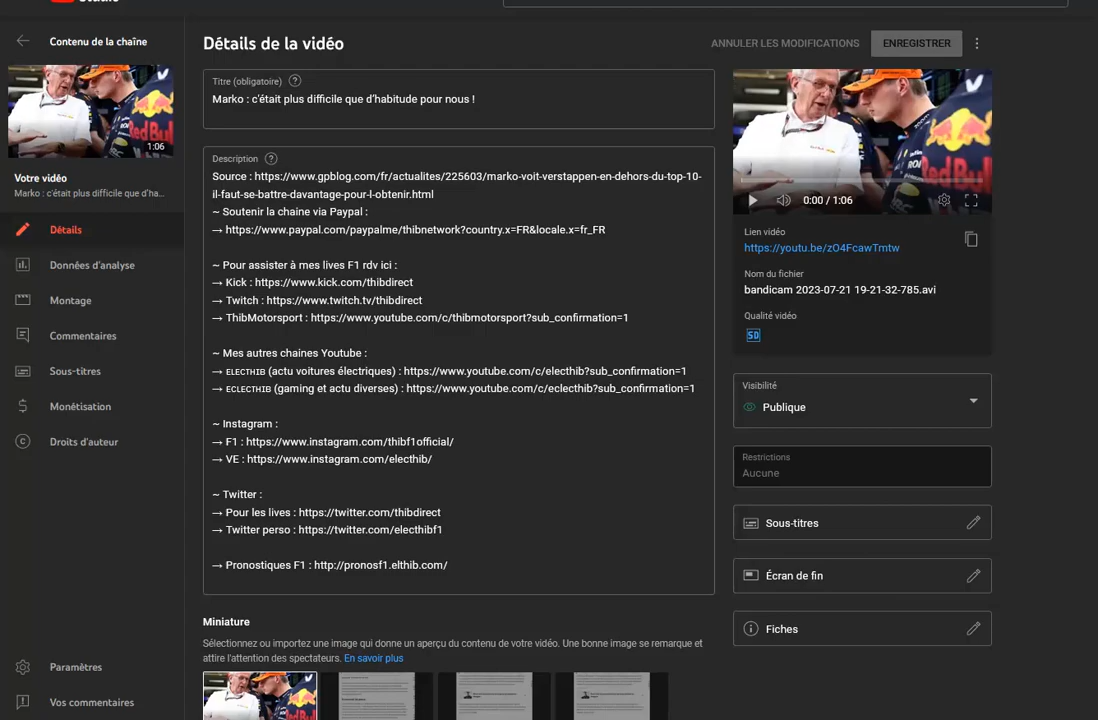 Studio
Contenu de la chaîne
1:06
Votre vidéo
Marko : c'était plus difficile que d'ha...
Détails
Données d'analyse
Montage
Commentaires
Sous-titres
Monétisation
Droits d'auteur
Paramètres
Vos commentaires
Détails de la vidéo
ANNULER LES MODIFICATIONS
ENREGISTRER
Titre (obligatoire)
Marko : c'était plus difficile que d'habitude pour nous !
Description
Source : https://www.gpblog.com/fr/actualites/225603/marko-voit-verstappen-en-dehors-du-top-10-
il-faut-se-battre-davantage-pour-l-obtenir.html
~ Soutenir la chaine via Paypal :
→ https://www.paypal.com/paypalme/thibnetwork?country.x=FR&locale.x=fr_FR
~ Pour assister à mes lives F1 rdv ici :
→ Kick : https://www.kick.com/thibdirect
→ Twitch : https://www.twitch.tv/thibdirect
→ ThibMotorsport : https://www.youtube.com/c/thibmotorsport?sub_confirmation=1
~ Mes autres chaines Youtube :
→ ᴇʟᴇᴄᴛʜɪʙ (actu voitures électriques) : https://www.youtube.com/c/electhib?sub_confirmation=1
→ ᴇᴄʟᴇᴄᴛʜɪʙ (gaming et actu diverses) : https://www.youtube.com/c/eclecthib?sub_confirmation=1
~ Instagram :
→ F1 : https://www.instagram.com/thibf1official/
→ VE : https://www.instagram.com/electhib/
~ Twitter :
→ Pour les lives : https://twitter.com/thibdirect
→ Twitter perso : https://twitter.com/electhibf1
→ Pronostiques F1 : http://pronosf1.elthib.com/
Miniature
Sélectionnez ou importez une image qui donne un aperçu du contenu de votre vidéo. Une bonne image se remarque et
attire l'attention des spectateurs. En savoir plus
0:00 / 1:06
Lien vidéo
https://youtu.be/zO4FcawTmtw
Nom du fichier
bandicam 2023-07-21 19-21-32-785.avi
Qualité vidéo
SD
Visibilité
Publique
Restrictions
Aucune
Sous-titres
Écran de fin
Fiches